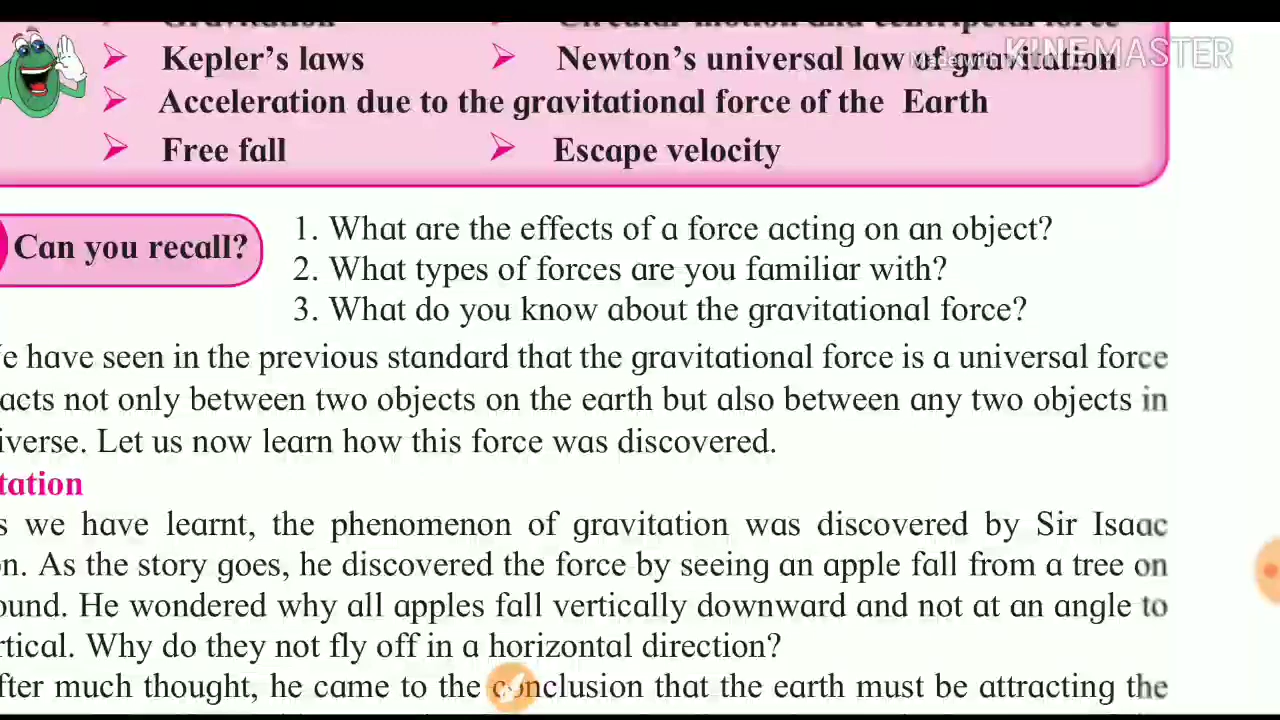 Gravitation Circular motion and centripetal force
Kepler's laws Newton's universal law of gravitation
Made with KINEMASTER
Acceleration due to the gravitational force of the Earth
Free fall Escape velocity
Can you recall?
1. What are the effects of a force acting on an object?
2. What types of forces are you familiar with?
3. What do you know about the gravitational force?
e have seen in the previous standard that the gravitational force is a universal force
acts not only between two objects on the earth but also between any two objects in
iverse. Let us now learn how this force was discovered.
tation
s we have learnt, the phenomenon of gravitation was discovered by Sir Isaac
on. As the story goes, he discovered the force by seeing an apple fall from a tree on
ound. He wondered why all apples fall vertically downward and not at an angle to
rtical. Why do they not fly off in a horizontal direction?
fter much thought, he came to the conclusion that the earth must be attracting the